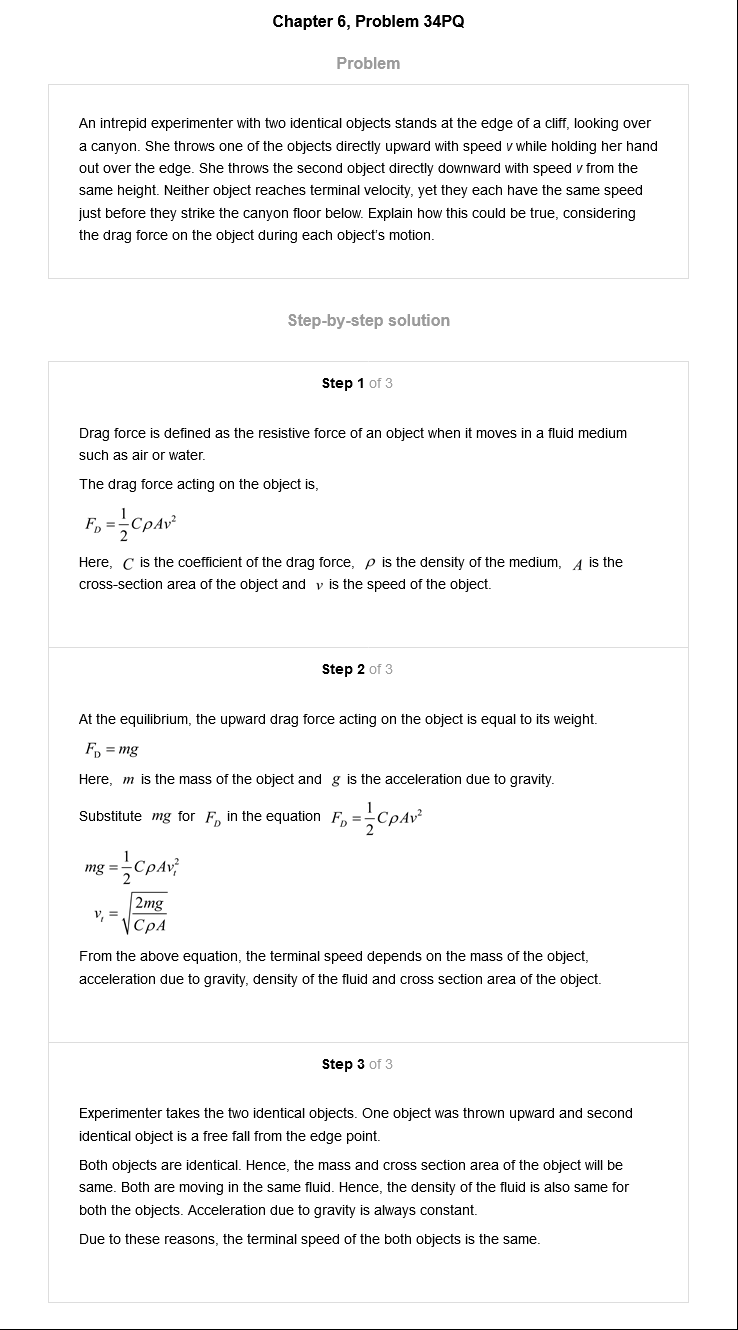 Chapter 6, Problem 34PQ
Problem
An intrepid experimenter with two identical objects stands at the edge of a cliff, looking over
a canyon. She throws one of the objects directly upward with speed v while holding her hand
out over the edge. She throws the second object directly downward with speed v from the
same height. Neither object reaches terminal velocity, yet they each have the same speed
just before they strike the canyon floor below. Explain how this could be true, considering
the drag force on the object during each object's motion.
Step-by-step solution
Step 1 of 3
Drag force is defined as the resistive force of an object when it moves in a fluid medium
such as air or water.
The drag force acting on the object is,
F_D = 1/2 CρAv²
Here, C is the coefficient of the drag force, ρ is the density of the medium, A is the
cross-section area of the object and v is the speed of the object.
Step 2 of 3
At the equilibrium, the upward drag force acting on the object is equal to its weight.
F_D = mg
Here, m is the mass of the object and g is the acceleration due to gravity.
Substitute mg for F_D in the equation F_D = 1/2 CρAv²
mg = 1/2 CρAv_t²
v_t = √(2mg/CρA)
From the above equation, the terminal speed depends on the mass of the object,
acceleration due to gravity, density of the fluid and cross section area of the object.
Step 3 of 3
Experimenter takes the two identical objects. One object was thrown upward and second
identical object is a free fall from the edge point.
Both objects are identical. Hence, the mass and cross section area of the object will be
same. Both are moving in the same fluid. Hence, the density of the fluid is also same for
both the objects. Acceleration due to gravity is always constant.
Due to these reasons, the terminal speed of the both objects is the same.